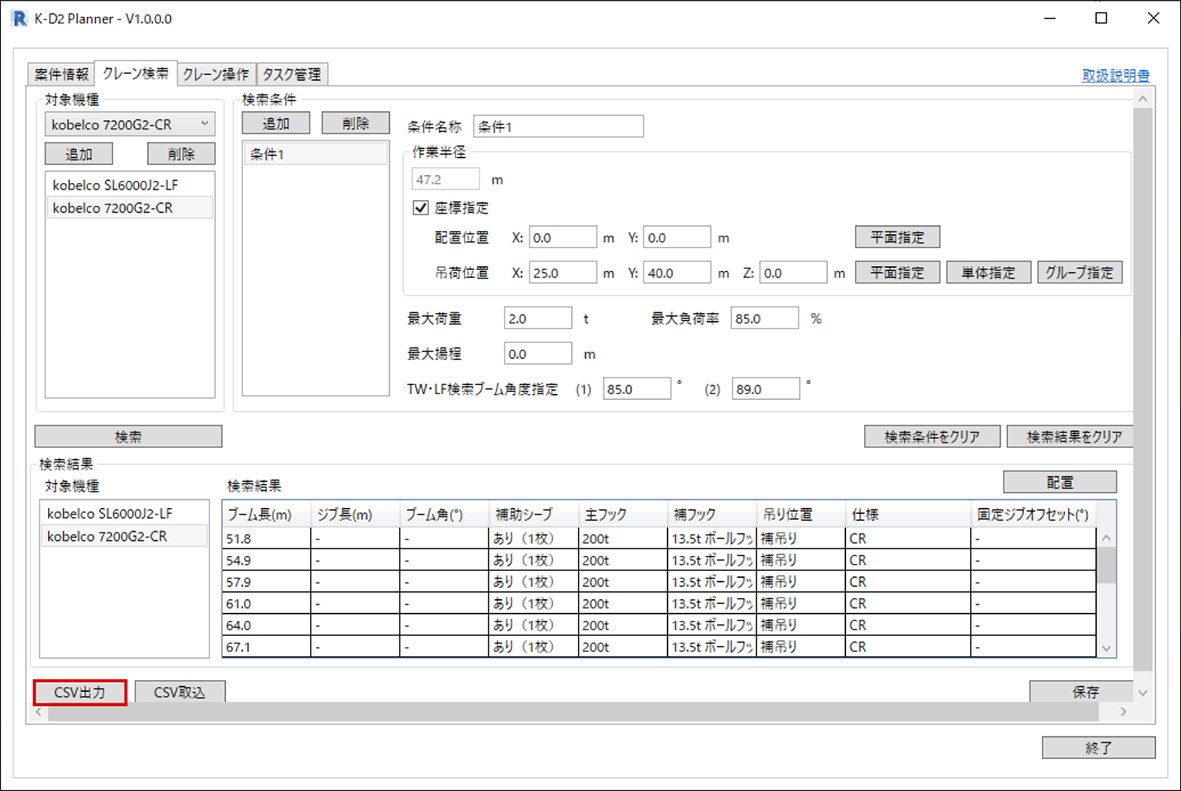 K-D2 Planner - V1.0.0.0
案件情報 クレーン検索 クレーン操作 タスク管理 取扱説明書
対象機種 検索条件
kobelco 7200G2-CR 追加 削除 条件名称 条件1
追加 削除 条件1 作業半径
47.2 m
kobelco SL6000J2-LF
kobelco 7200G2-CR ✓ 座標指定
配置位置 X: 0.0 m Y: 0.0 m 平面指定
吊荷位置 X: 25.0 m Y: 40.0 m Z: 0.0 m 平面指定 単体指定 グループ指定
最大荷重 2.0 t 最大負荷率 85.0 %
最大揚程 0.0 m
TW・LF検索ブーム角度指定 (1) 85.0 ° (2) 89.0 °
検索 検索条件をクリア 検索結果をクリア
検索結果
対象機種 検索結果 配置
kobelco SL6000J2-LF
kobelco 7200G2-CR
ブーム長(m) ジブ長(m) ブーム角(°) 補助シーブ 主フック 補フック 吊り位置 仕様 固定ジブオフセット(°)
51.8 - - あり（1枚） 200t 13.5t ボールフッ 補吊り CR -
54.9 - - あり（1枚） 200t 13.5t ボールフッ 補吊り CR -
57.9 - - あり（1枚） 200t 13.5t ボールフッ 補吊り CR -
61.0 - - あり（1枚） 200t 13.5t ボールフッ 補吊り CR -
64.0 - - あり（1枚） 200t 13.5t ボールフッ 補吊り CR -
67.1 - - あり（1枚） 200t 13.5t ボールフッ 補吊り CR -
CSV出力 CSV取込 保存
終了